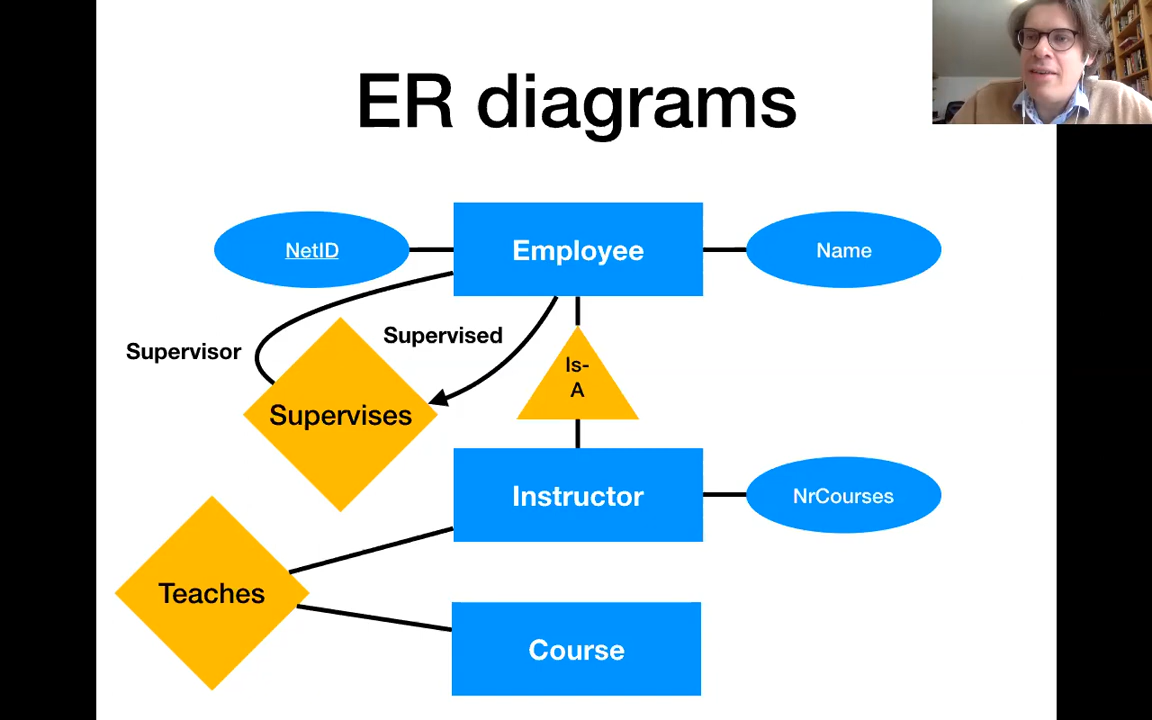 ER diagrams
NetID
Employee
Name
Supervisor
Supervised
Is-
A
Supervises
Instructor
NrCourses
Teaches
Course